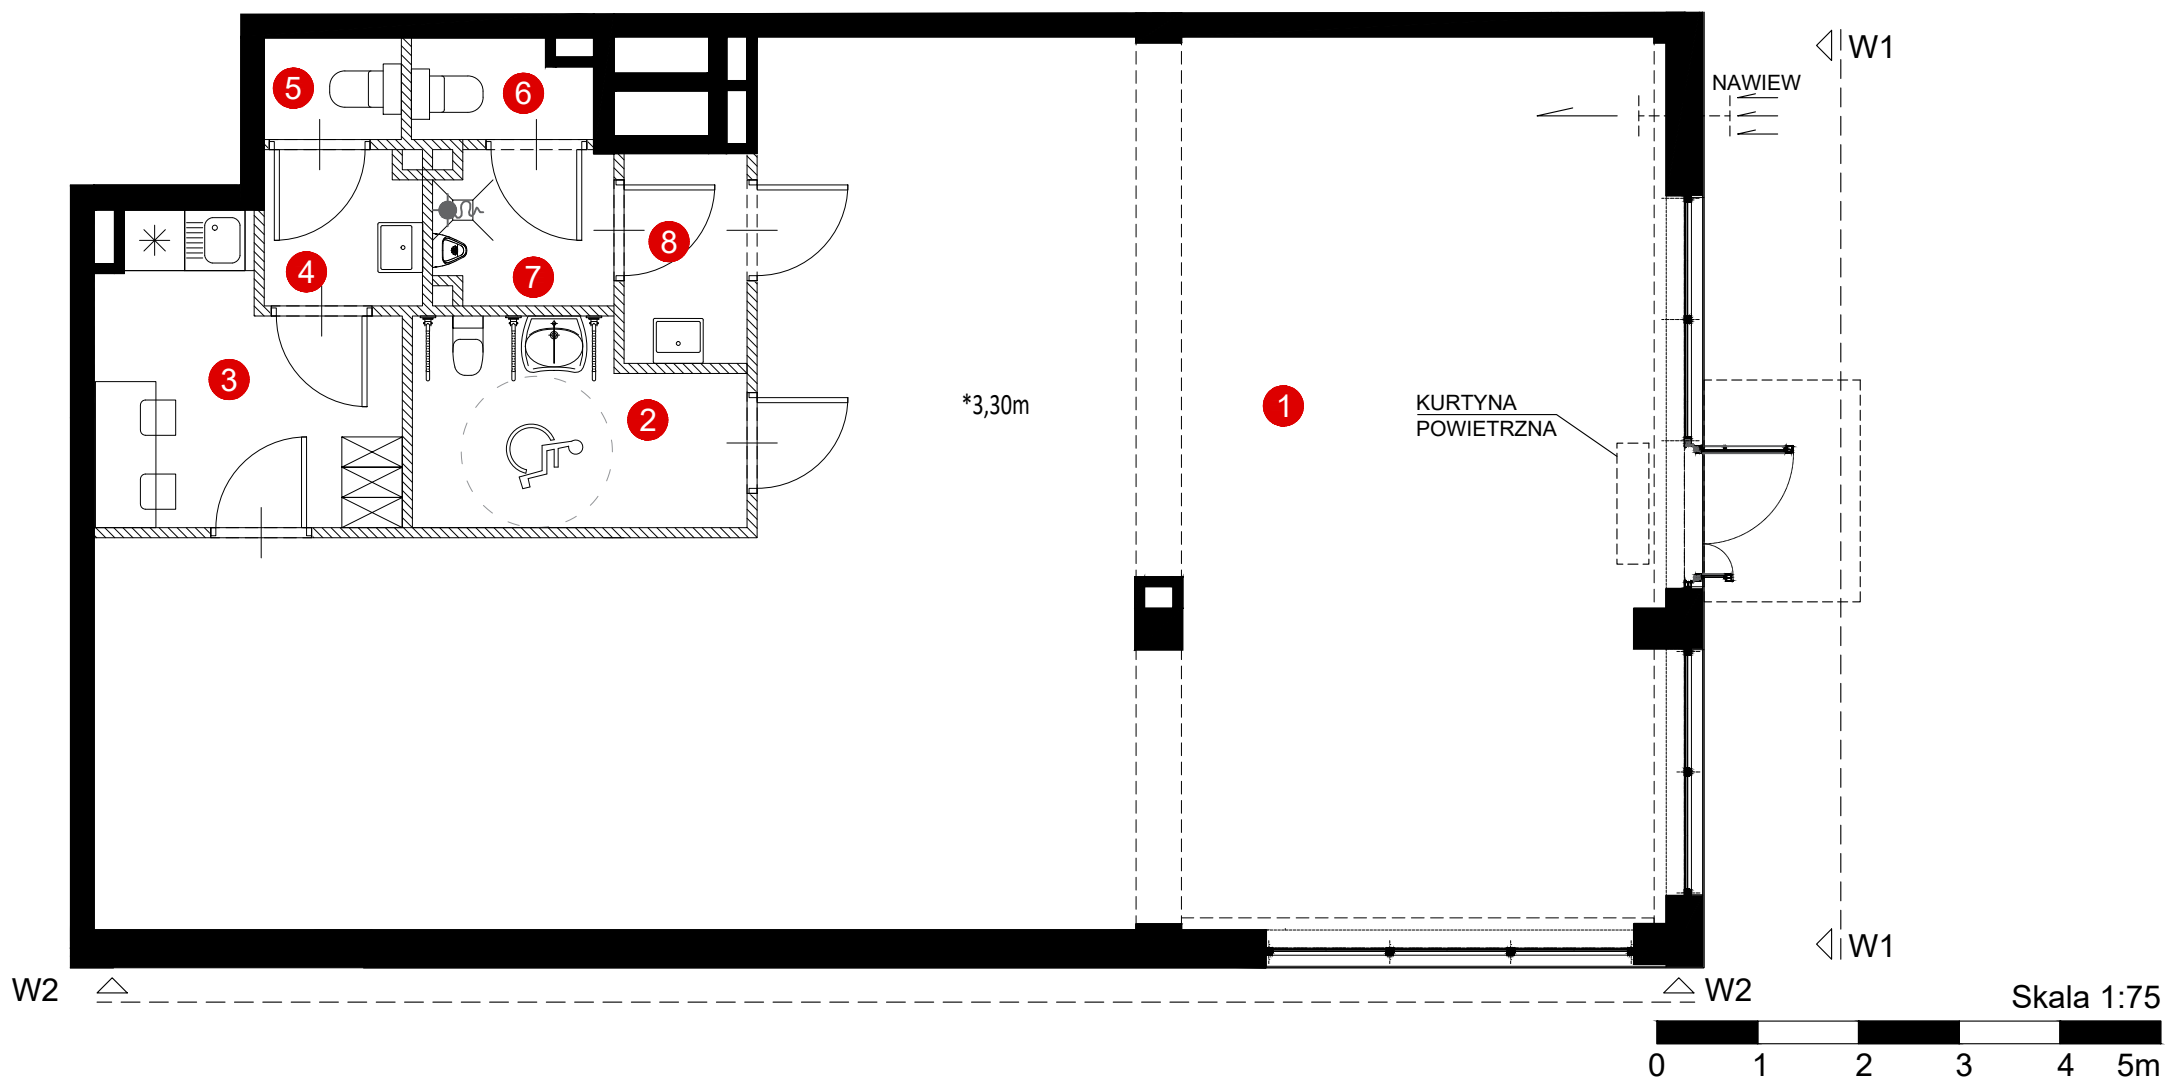 W1
NAWIEW
5
6
8
4
7
3
2
*3,30m
1
KURTYNA
POWIETRZNA
W1
W2
W2
Skala 1:75
0 1 2 3 4 5m